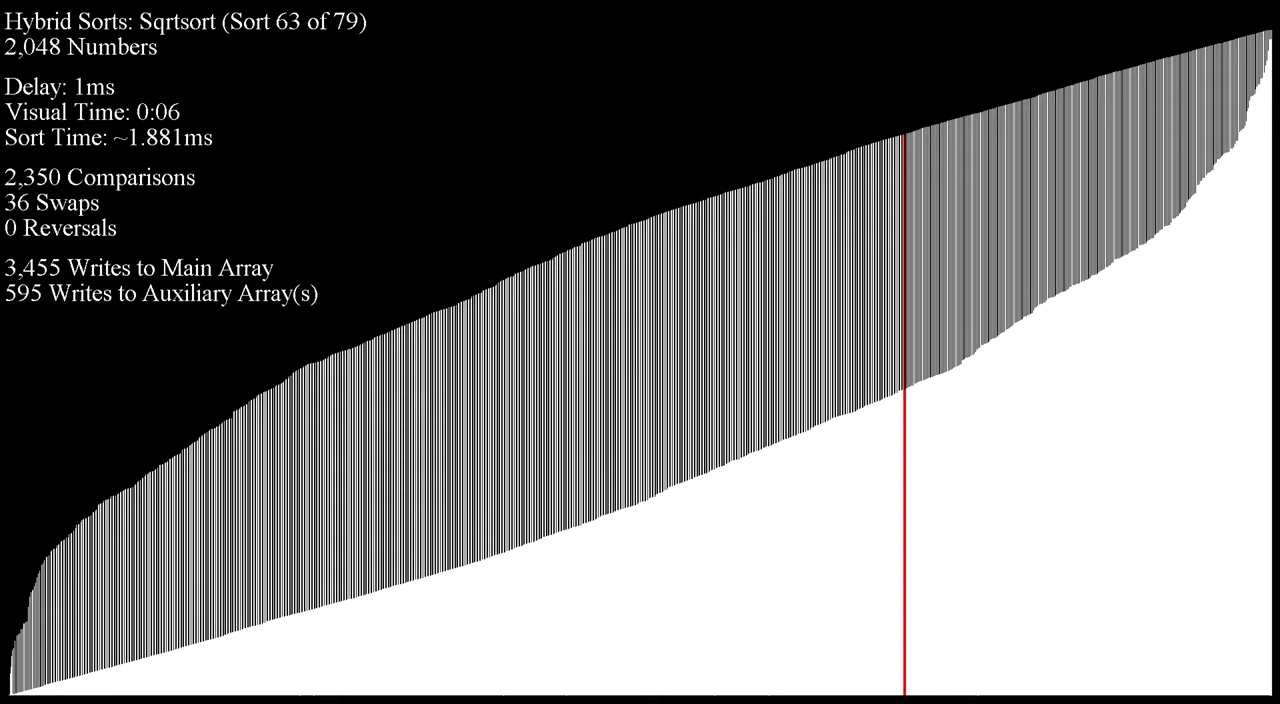 Hybrid Sorts: Sqrtsort (Sort 63 of 79)
2,048 Numbers
Delay: 1ms
Visual Time: 0:06
Sort Time: ~1.881ms
2,350 Comparisons
36 Swaps
0 Reversals
3,455 Writes to Main Array
595 Writes to Auxiliary Array(s)